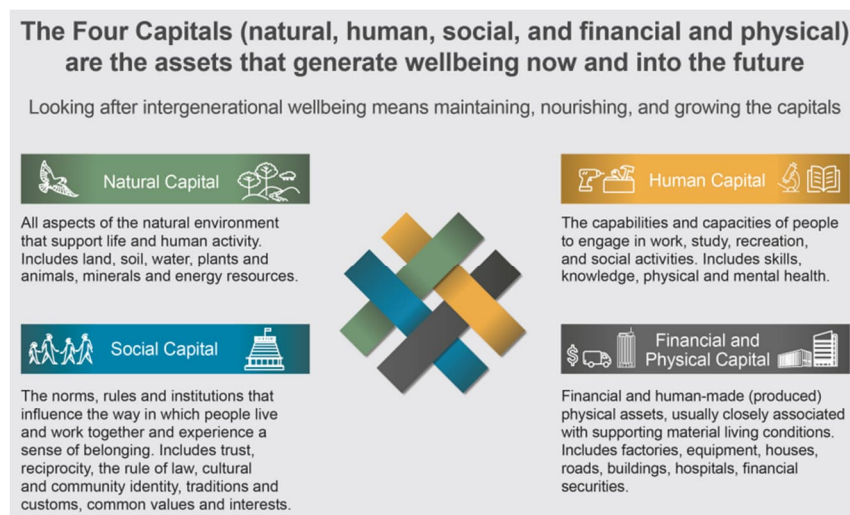 The Four Capitals (natural, human, social, and financial and physical)
are the assets that generate wellbeing now and into the future
Looking after intergenerational wellbeing means maintaining, nourishing, and growing the capitals
Natural Capital
All aspects of the natural environment
that support life and human activity.
Includes land, soil, water, plants and
animals, minerals and energy resources.
Human Capital
The capabilities and capacities of people
to engage in work, study, recreation,
and social activities. Includes skills,
knowledge, physical and mental health.
Social Capital
The norms, rules and institutions that
influence the way in which people live
and work together and experience a
sense of belonging. Includes trust,
reciprocity, the rule of law, cultural
and community identity, traditions and
customs, common values and interests.
$
Financial and
Physical Capital
Financial and human-made (produced)
physical assets, usually closely associated
with supporting material living conditions.
Includes factories, equipment, houses,
roads, buildings, hospitals, financial
securities.